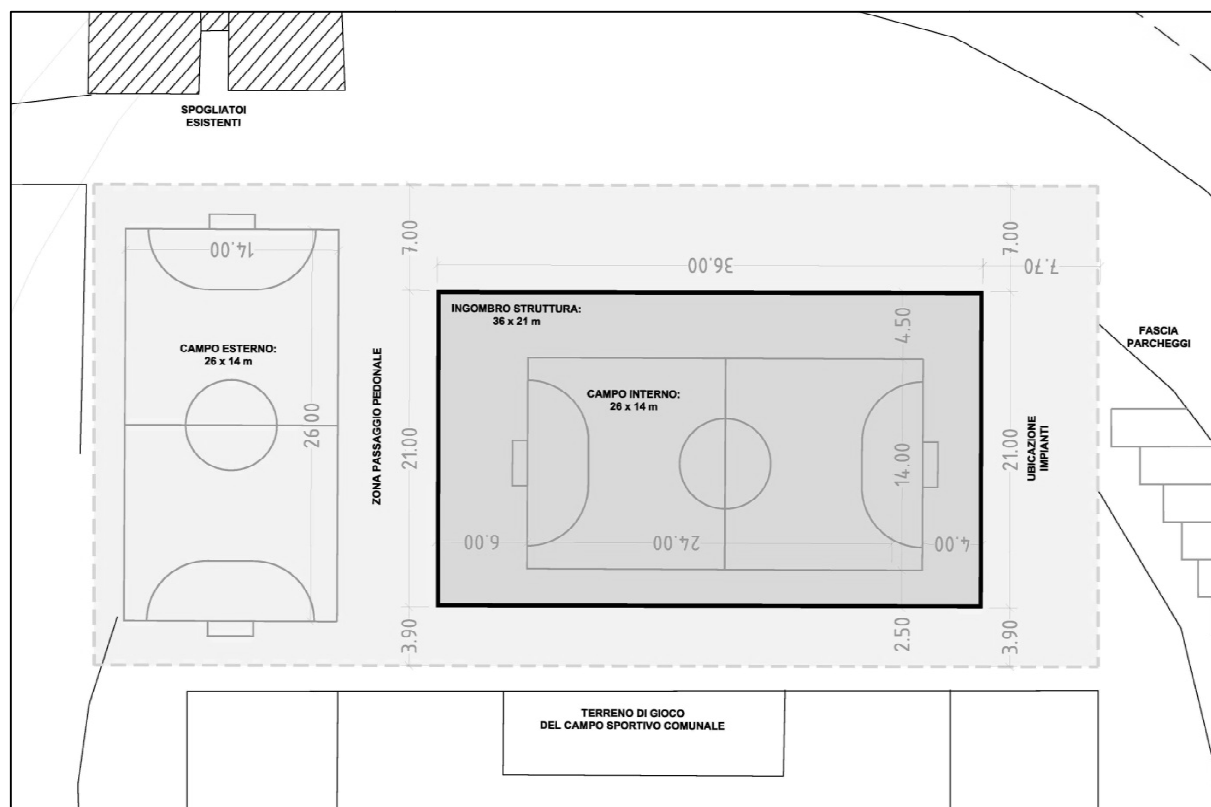 SPOGLIATOI
ESISTENTI
7.00
7.00
14.00
36.00
7.70
INGOMBRO STRUTTURA:
36 x 21 m
4.50
FASCIA
PARCHEGGI
CAMPO ESTERNO:
26 x 14 m
ZONA PASSAGGIO PEDONALE
CAMPO INTERNO:
26 x 14 m
26.00
21.00
14.00
21.00
UBICAZIONE
IMPIANTI
6.00
24.00
4.00
3.90
2.50
3.90
TERRENO DI GIOCO
DEL CAMPO SPORTIVO COMUNALE